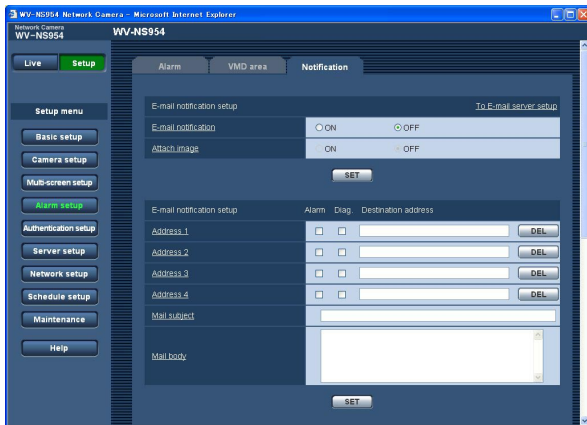 WV-NS954 Network Camera - Microsoft Internet Explorer
Network Camera
WV-NS954
WV-NS954
Live Setup
Alarm VMD area Notification
Setup menu
Basic setup
Camera setup
Multi-screen setup
Alarm setup
Authentication setup
Server setup
Network setup
Schedule setup
Maintenance
Help
E-mail notification setup To E-mail server setup
E-mail notification ON OFF
Attach image ON OFF
SET
E-mail notification setup Alarm Diag. Destination address
Address 1 DEL
Address 2 DEL
Address 3 DEL
Address 4 DEL
Mail subject
Mail body
SET